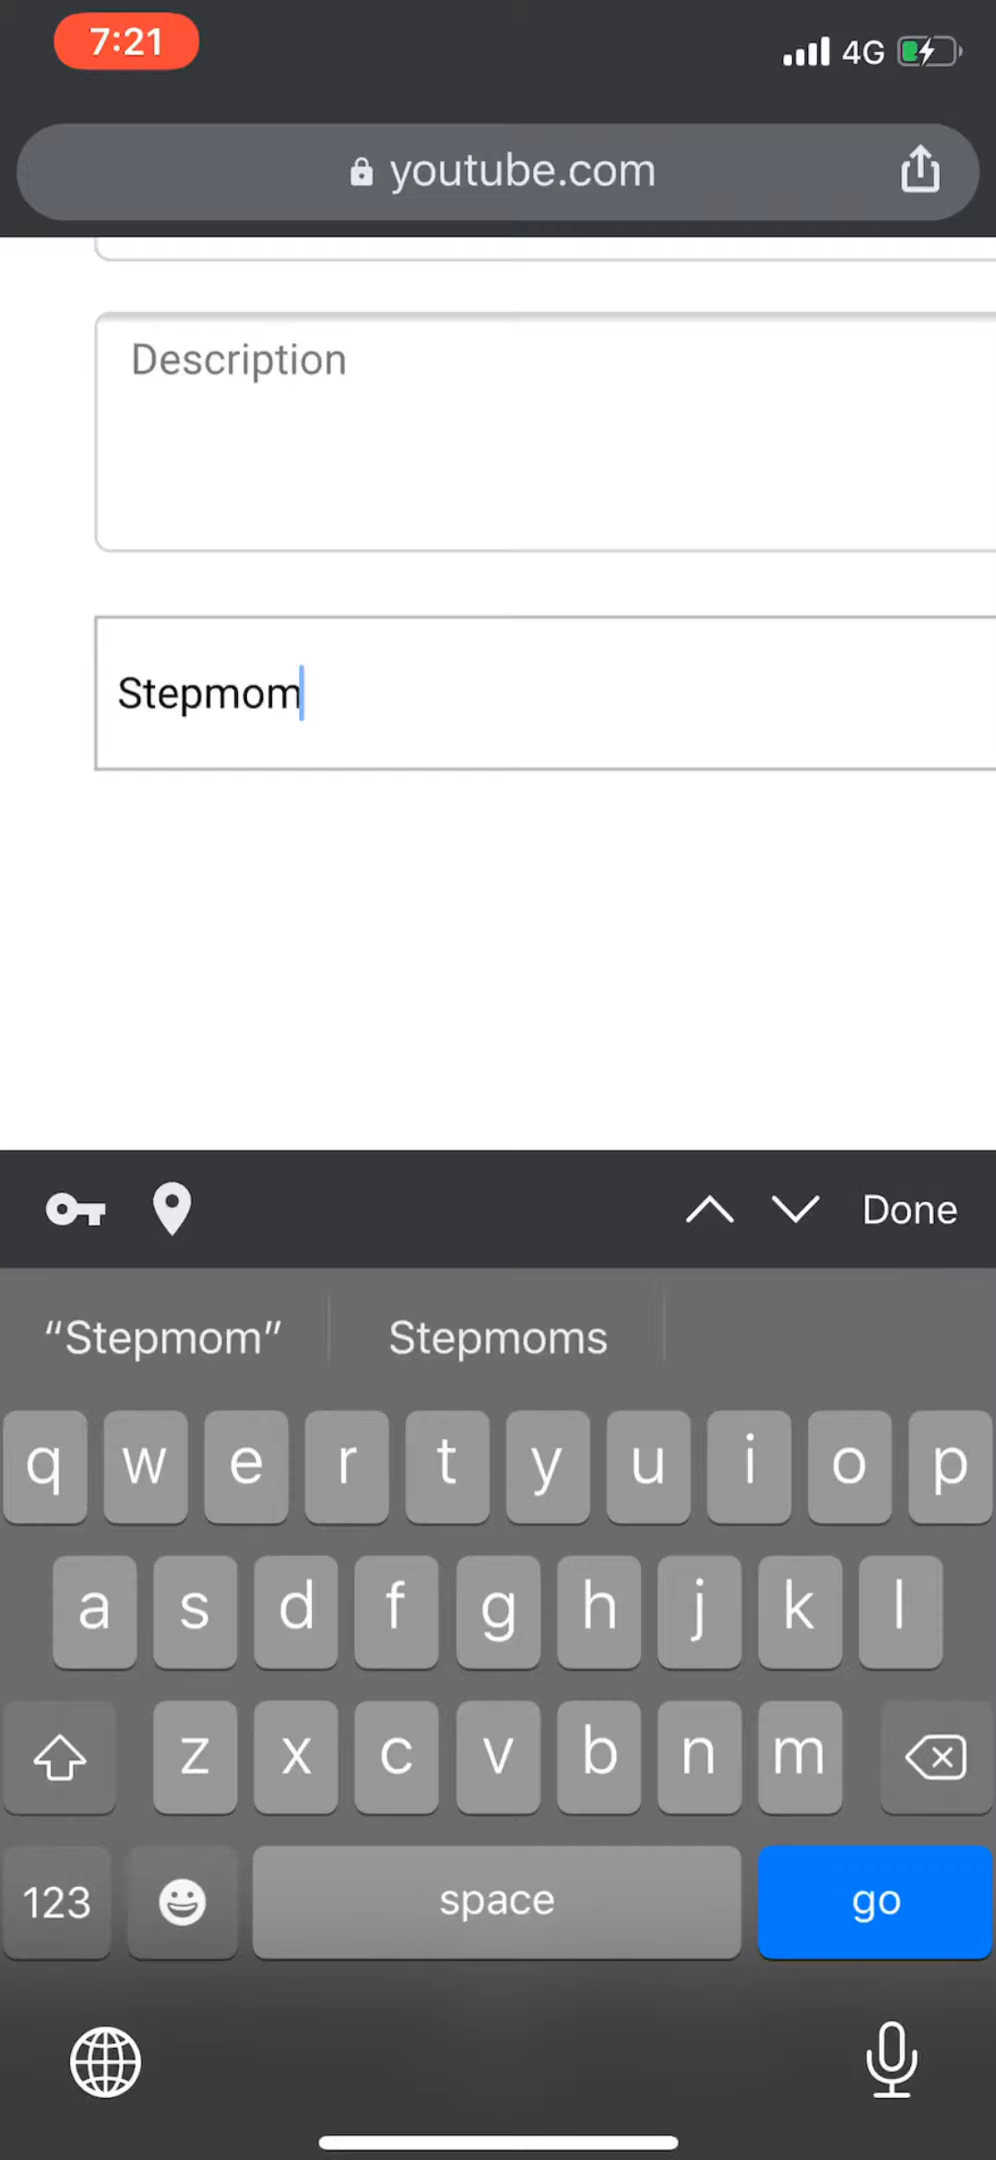 7:21
4G
youtube.com
Description
Stepmom
Done
“Stepmom”
Stepmoms
q w e r t y u i o p
a s d f g h j k l
z x c v b n m
123
space
go